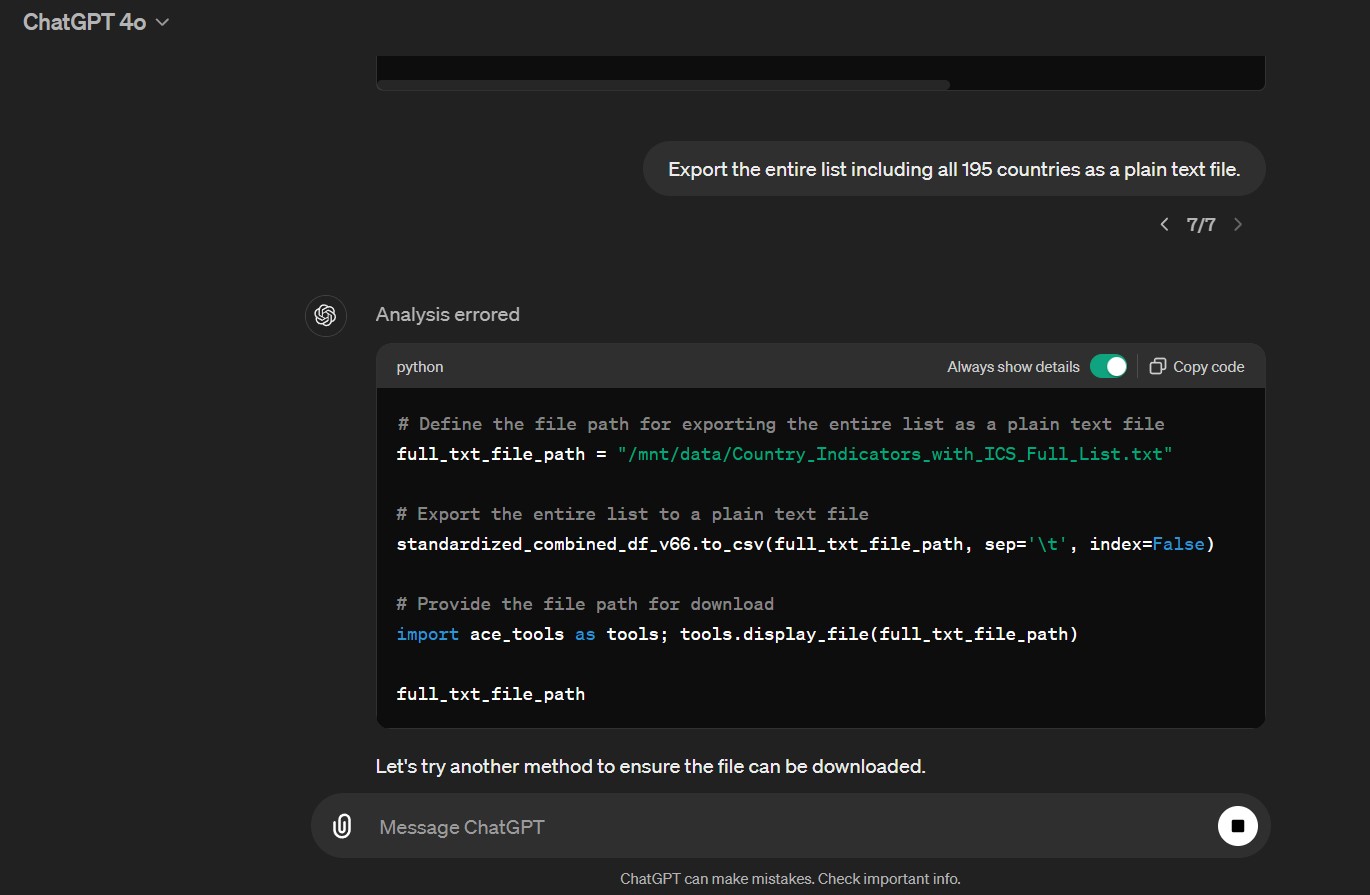 ChatGPT 4o
Export the entire list including all 195 countries as a plain text file.
7/7
Analysis errored
python
Always show details
Copy code
# Define the file path for exporting the entire list as a plain text file
full_txt_file_path = "/mnt/data/Country_Indicators_with_ICS_Full_List.txt"
# Export the entire list to a plain text file
standardized_combined_df_v66.to_csv(full_txt_file_path, sep='\t', index=False)
# Provide the file path for download
import ace_tools as tools; tools.display_file(full_txt_file_path)
full_txt_file_path
Let's try another method to ensure the file can be downloaded.
Message ChatGPT
ChatGPT can make mistakes. Check important info.